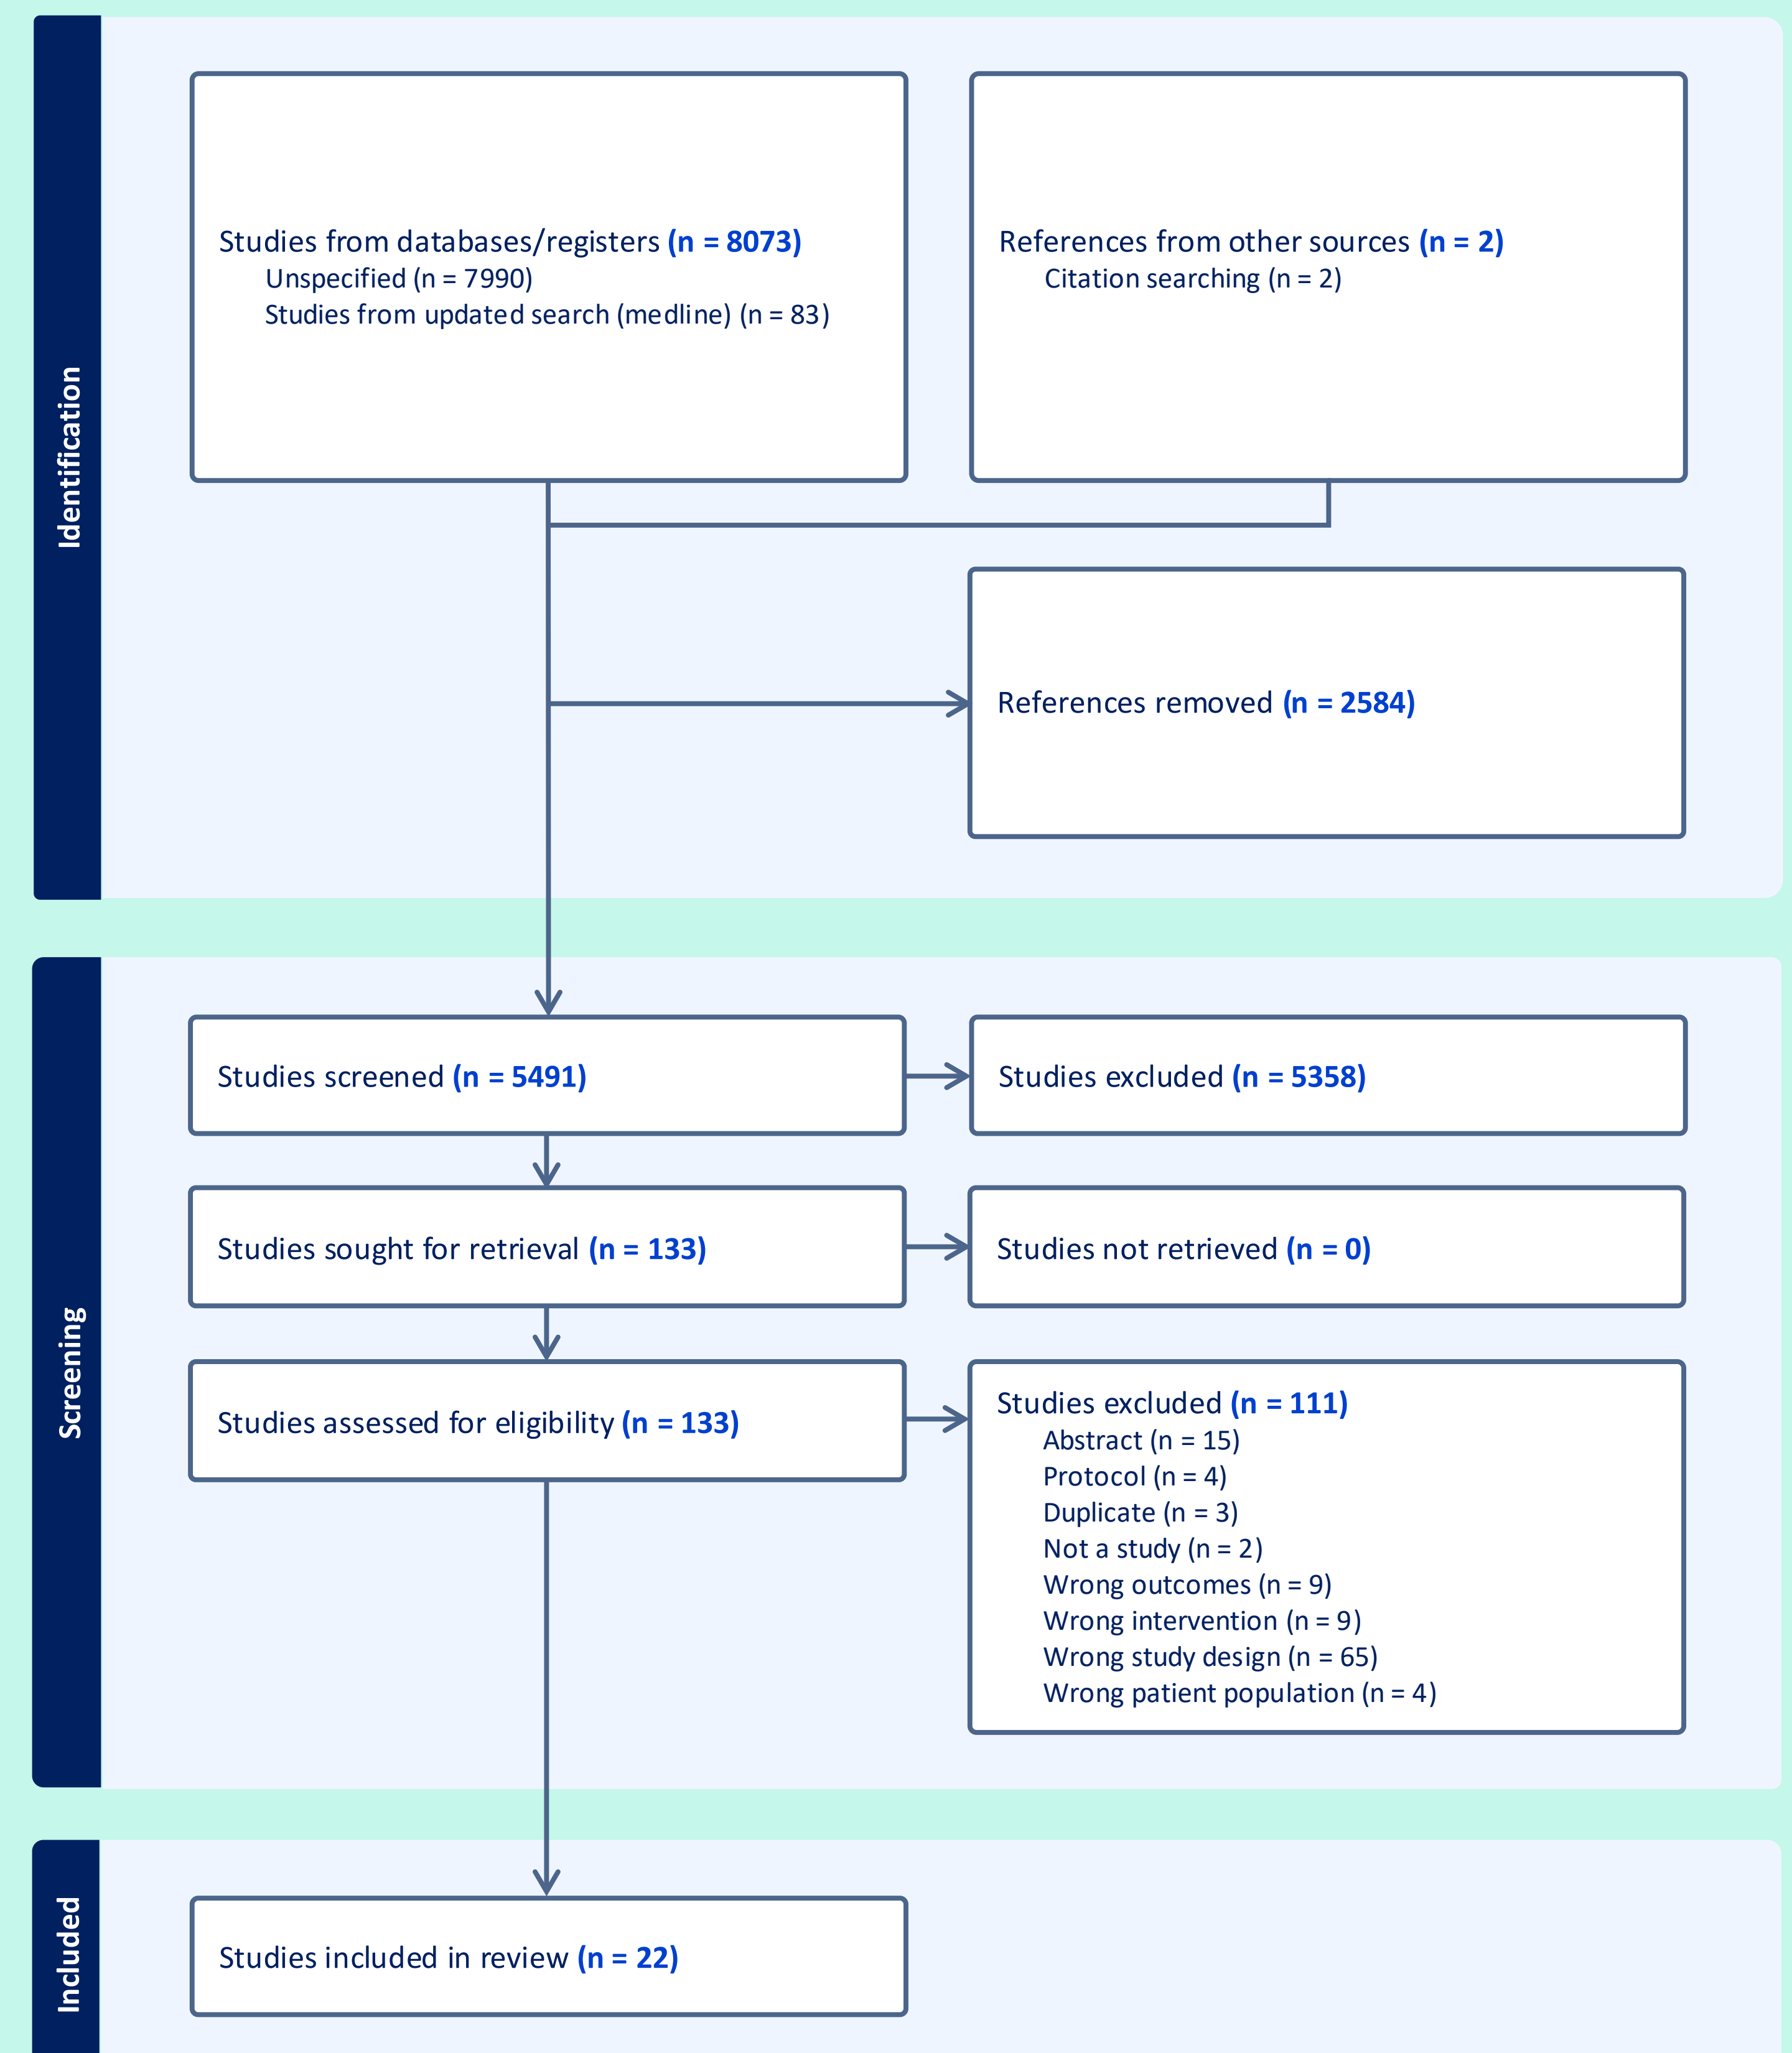 Identification
Studies from databases/registers (n = 8073)
Unspecified (n = 7990)
Studies from updated search (medline) (n = 83)
References from other sources (n = 2)
Citation searching (n = 2)
References removed (n = 2584)
Screening
Studies screened (n = 5491)
Studies excluded (n = 5358)
Studies sought for retrieval (n = 133)
Studies not retrieved (n = 0)
Studies assessed for eligibility (n = 133)
Studies excluded (n = 111)
Abstract (n = 15)
Protocol (n = 4)
Duplicate (n = 3)
Not a study (n = 2)
Wrong outcomes (n = 9)
Wrong intervention (n = 9)
Wrong study design (n = 65)
Wrong patient population (n = 4)
Included
Studies included in review (n = 22)